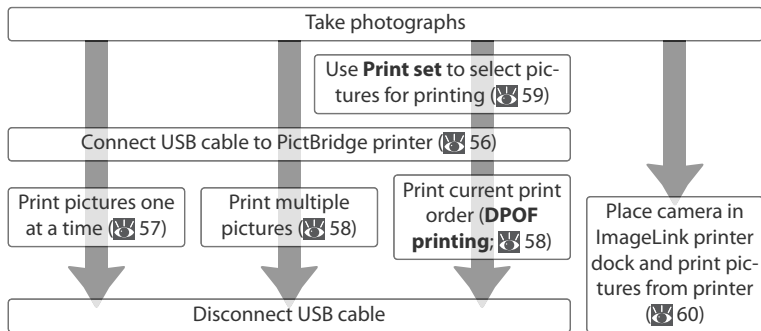 Take photographs
Use Print set to select pic-
tures for printing ( 59)
Connect USB cable to PictBridge printer ( 56)
Print pictures one
at a time ( 57)
Print multiple
pictures ( 58)
Print current print
order (DPOF
printing; 58)
Place camera in
ImageLink printer
dock and print pic-
tures from printer
( 60)
Disconnect USB cable